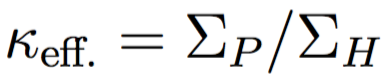 κ_eff. = Σ_P/Σ_H